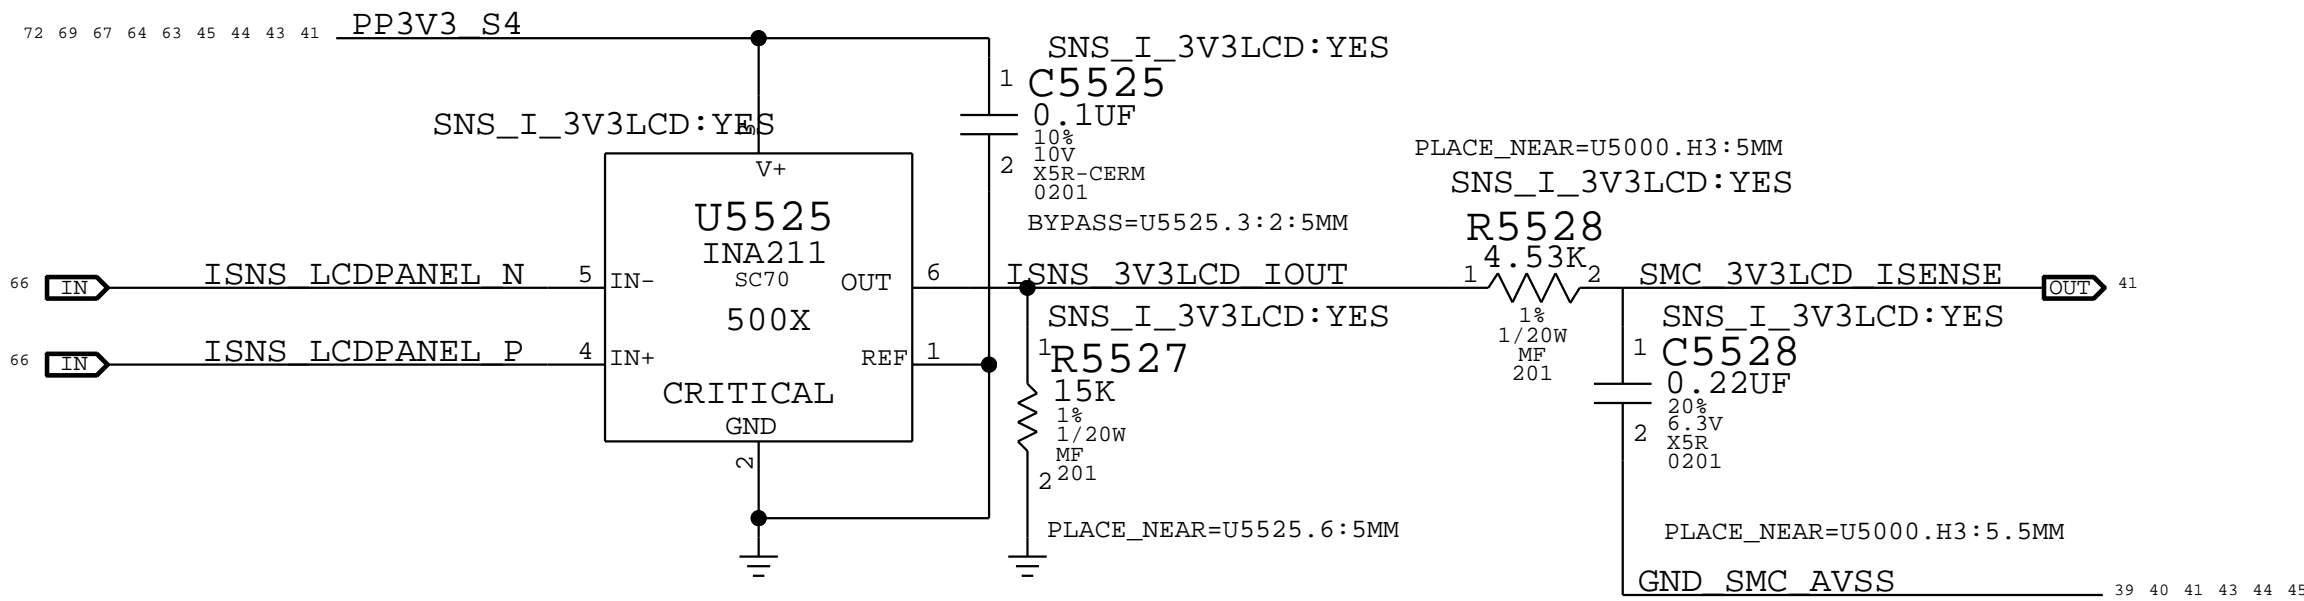 72 69 67 64 63 45 44 43 41 PP3V3_S4
SNS_I_3V3LCD:YES
1 C5525
0.1UF
10%
10V
2 X5R-CERM
0201
BYPASS=U5525.3:2:5MM
SNS_I_3V3LCD:YES
3
V+
U5525
INA211
SC70
500X
CRITICAL
GND
2
66 IN ISNS_LCDPANEL_N 5 IN-
66 IN ISNS_LCDPANEL_P 4 IN+
OUT 6 ISNS_3V3LCD_IOUT
REF 1
SNS_I_3V3LCD:YES
1 R5527
15K
1%
1/20W
MF
2 201
PLACE_NEAR=U5525.6:5MM
PLACE_NEAR=U5000.H3:5MM
SNS_I_3V3LCD:YES
R5528
1 4.53K 2
1%
1/20W
MF
201
SMC_3V3LCD_ISENSE OUT 41
SNS_I_3V3LCD:YES
1 C5528
0.22UF
20%
2 6.3V
X5R
0201
PLACE_NEAR=U5000.H3:5.5MM
GND_SMC_AVSS 39 40 41 43 44 45